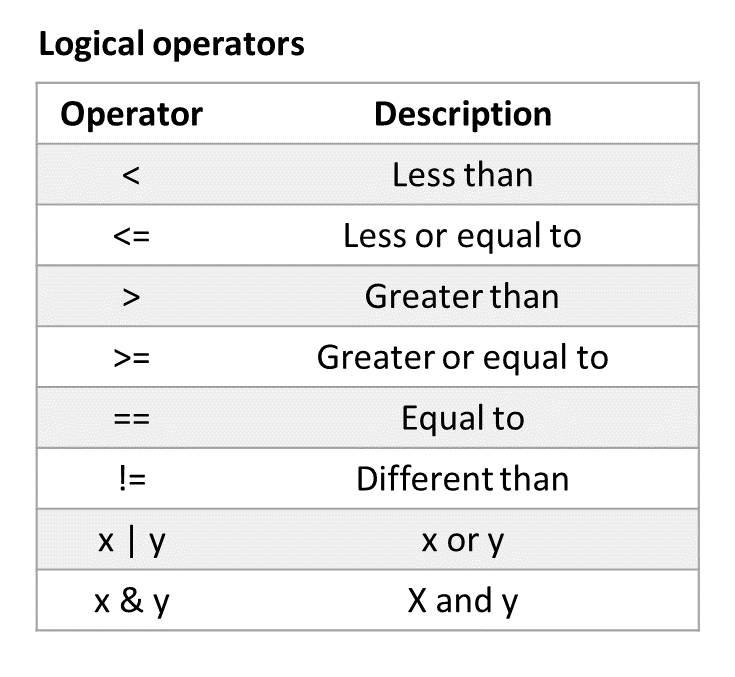 Logical operators
Operator Description
< Less than
<= Less or equal to
> Greater than
>= Greater or equal to
== Equal to
!= Different than
x | y x or y
x & y X and y